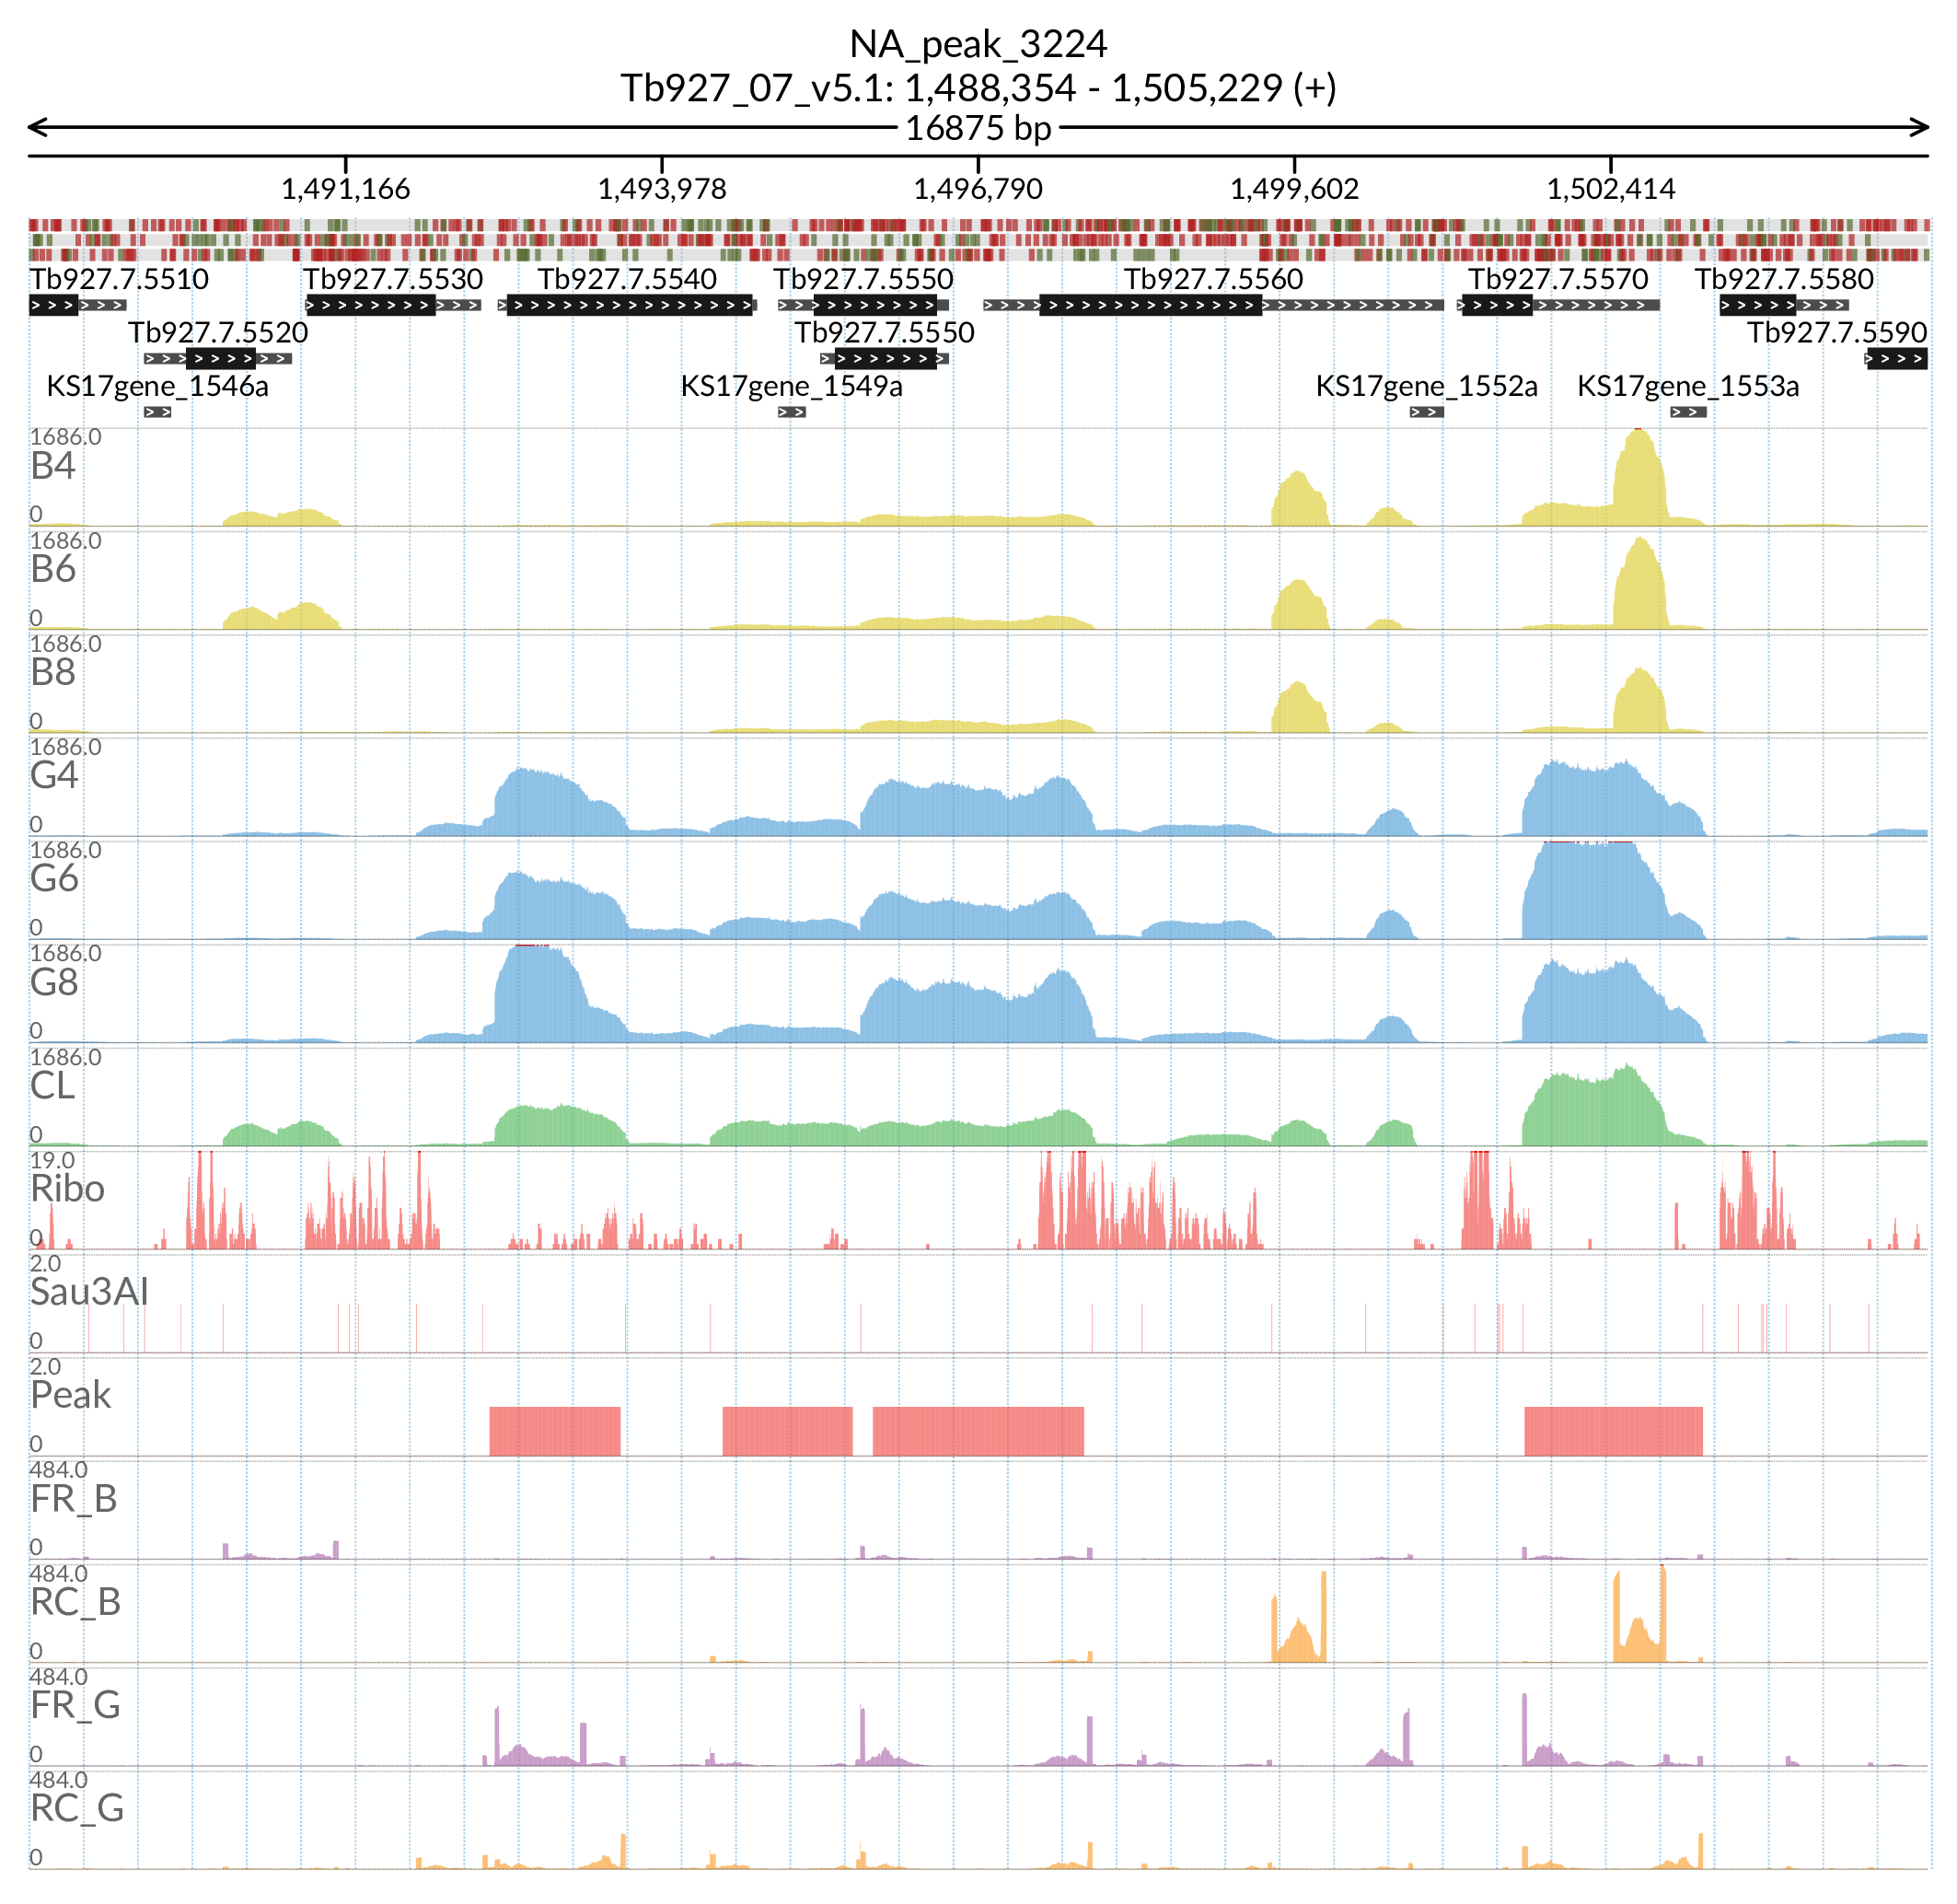 NA_peak_3224
Tb927_07_v5.1: 1,488,354 - 1,505,229 (+)
16875 bp
1,491,166 1,493,978 1,496,790 1,499,602 1,502,414
Tb927.7.5510 Tb927.7.5530 Tb927.7.5540 Tb927.7.5550 Tb927.7.5560 Tb927.7.5570 Tb927.7.5580
Tb927.7.5520 Tb927.7.5550 Tb927.7.5590
KS17gene_1546a KS17gene_1549a KS17gene_1552a KS17gene_1553a
1686.0
B4
0
1686.0
B6
0
1686.0
B8
0
1686.0
G4
0
1686.0
G6
0
1686.0
G8
0
1686.0
CL
0
19.0
Ribo
0
2.0
Sau3AI
0
2.0
Peak
0
484.0
FR_B
0
484.0
RC_B
0
484.0
FR_G
0
484.0
RC_G
0